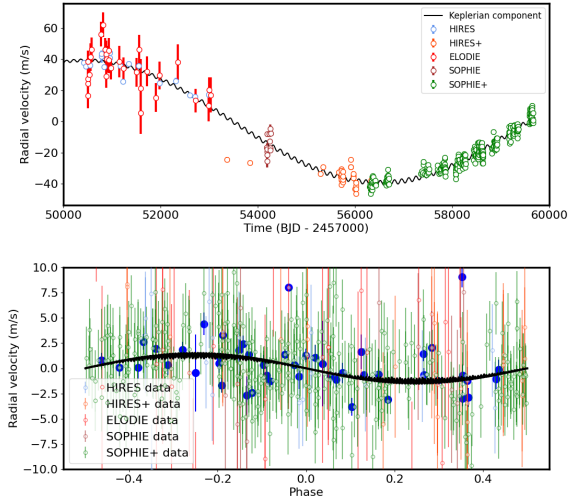 60
40
20
0
−20
−40
Radial velocity (m/s)
Keplerian component
HIRES
HIRES+
ELODIE
SOPHIE
SOPHIE+
50000 52000 54000 56000 58000 60000
Time (BJD - 2457000)
10.0
7.5
5.0
2.5
0.0
−2.5
−5.0
−7.5
−10.0
Radial velocity (m/s)
HIRES data
HIRES+ data
ELODIE data
SOPHIE data
SOPHIE+ data
−0.4 −0.2 0.0 0.2 0.4
Phase